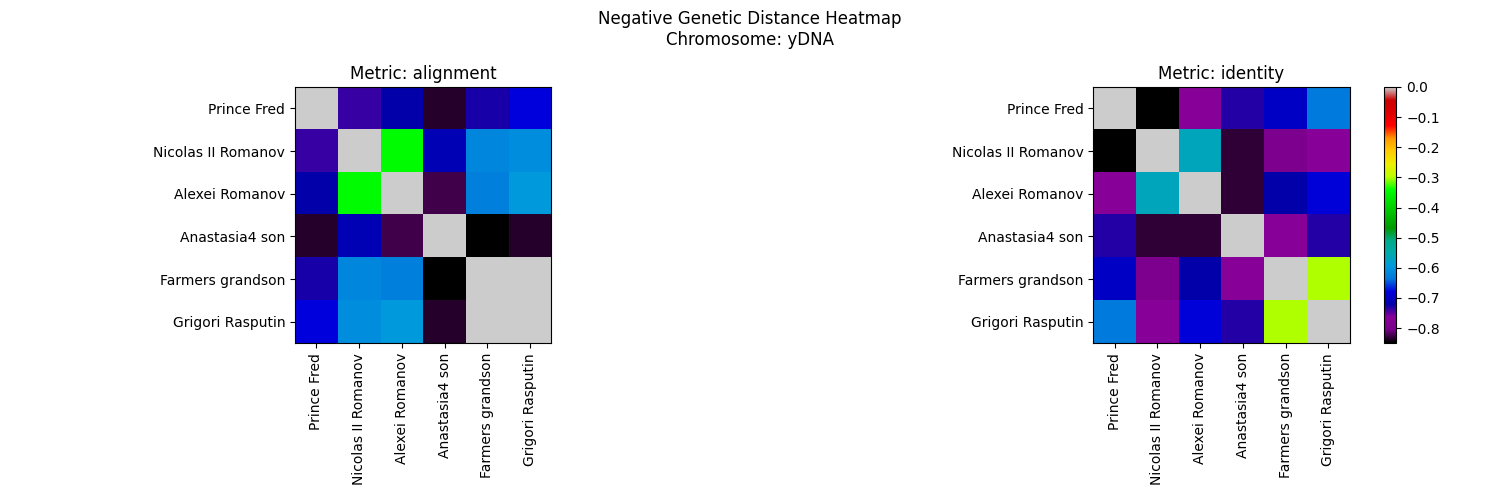 Negative Genetic Distance Heatmap
Chromosome: yDNA
Metric: alignment
Prince Fred
Nicolas II Romanov
Alexei Romanov
Anastasia4 son
Farmers grandson
Grigori Rasputin
Prince Fred
Nicolas II Romanov
Alexei Romanov
Anastasia4 son
Farmers grandson
Grigori Rasputin
Metric: identity
Prince Fred
Nicolas II Romanov
Alexei Romanov
Anastasia4 son
Farmers grandson
Grigori Rasputin
Prince Fred
Nicolas II Romanov
Alexei Romanov
Anastasia4 son
Farmers grandson
Grigori Rasputin
0.0
−0.1
−0.2
−0.3
−0.4
−0.5
−0.6
−0.7
−0.8